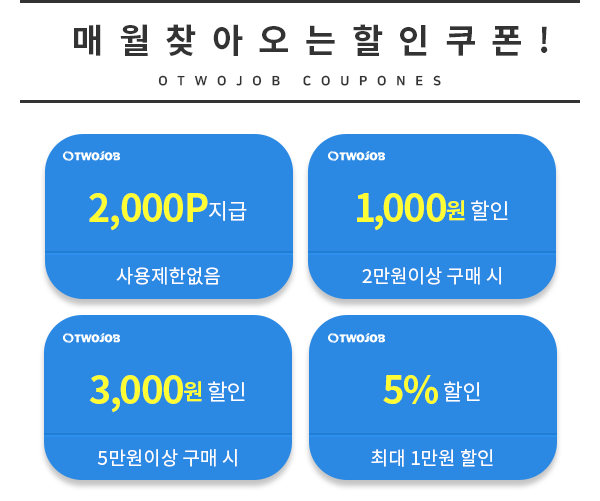 매월 찾아오는 할인 쿠폰!
OTWOJOB COUPONES
OTWOJOB
2,000P지급
사용제한없음
OTWOJOB
1,000원 할인
2만원이상 구매 시
OTWOJOB
3,000원 할인
5만원이상 구매 시
OTWOJOB
5% 할인
최대 1만원 할인